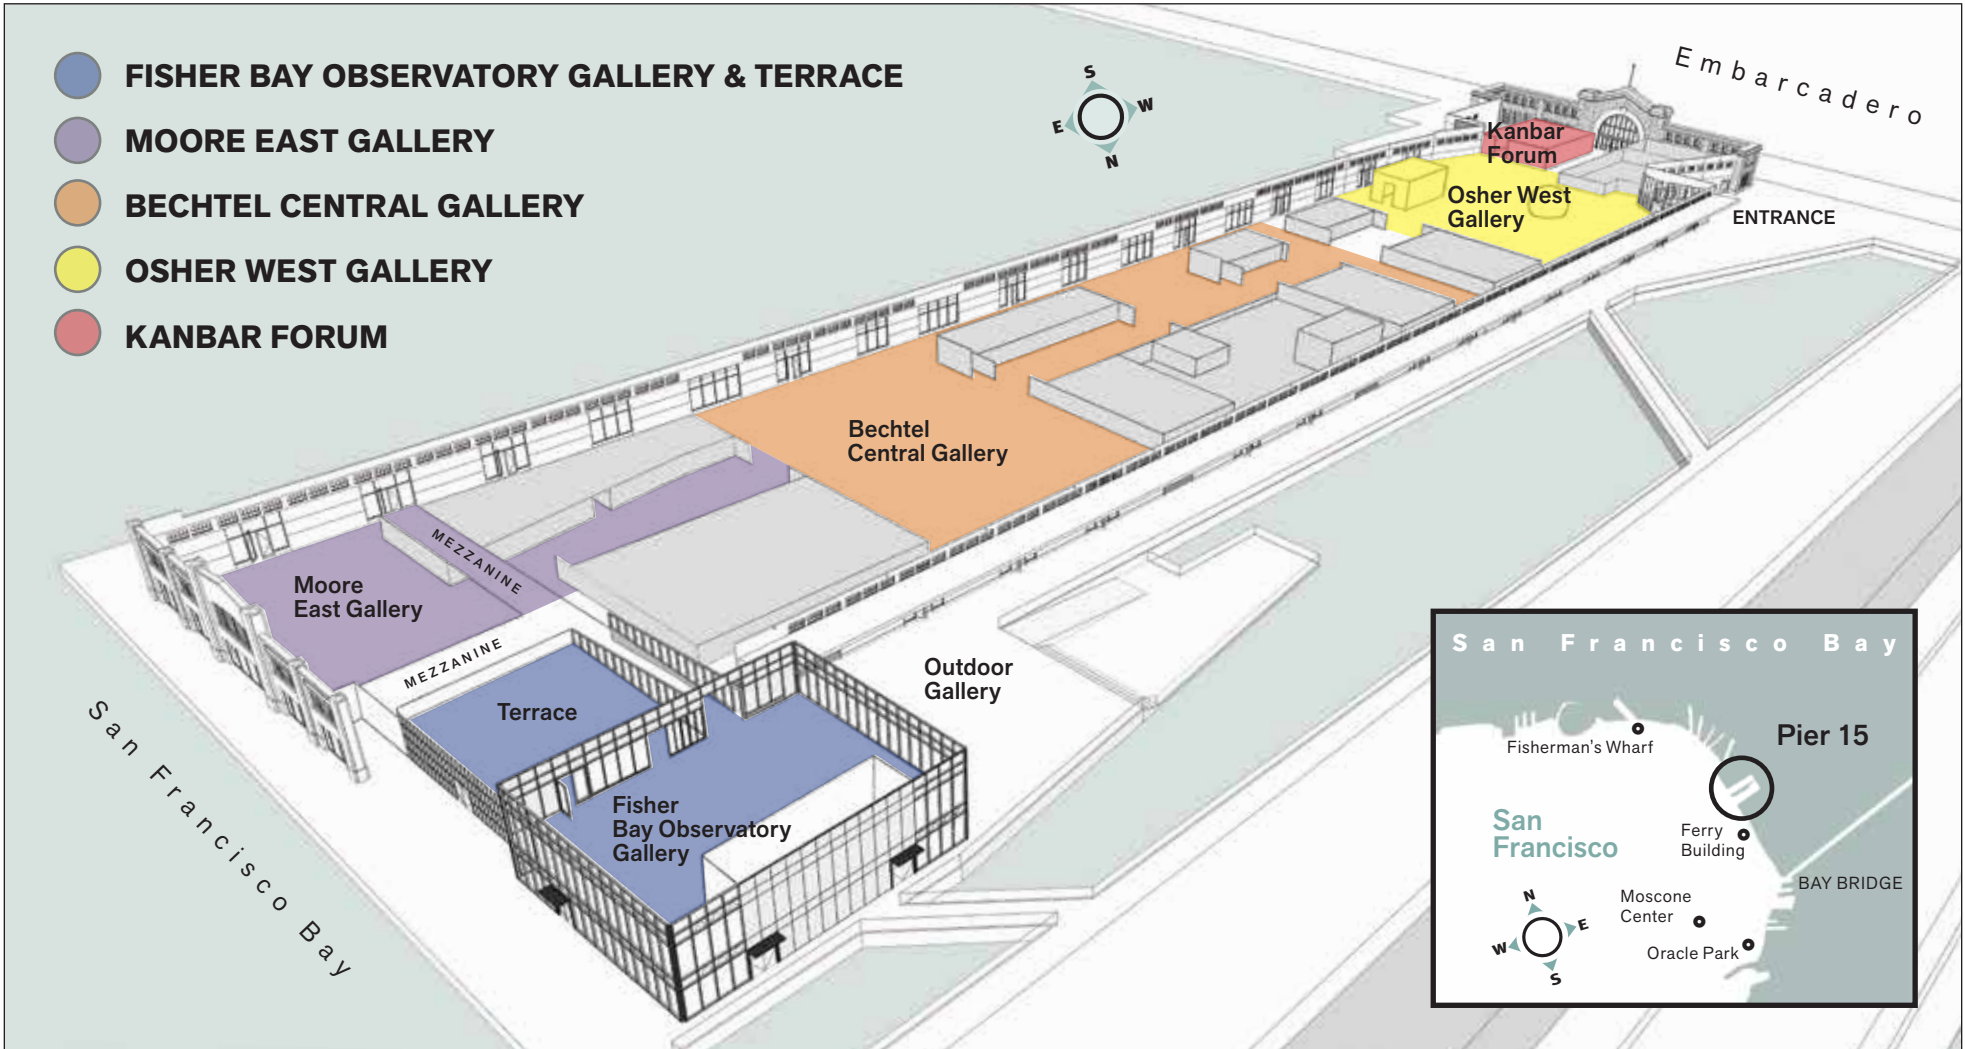 FISHER BAY OBSERVATORY GALLERY & TERRACE
MOORE EAST GALLERY
BECHTEL CENTRAL GALLERY
OSHER WEST GALLERY
KANBAR FORUM
S
W
E
N
Embarcadero
Kanbar
Forum
Osher West
Gallery
ENTRANCE
Bechtel
Central Gallery
MEZZANINE
Moore
East Gallery
MEZZANINE
Terrace
Outdoor
Gallery
Fisher
Bay Observatory
Gallery
San Francisco Bay
San Francisco Bay
Pier 15
Fisherman's Wharf
San
Francisco
Ferry
Building
BAY BRIDGE
Moscone
Center
Oracle Park
N
E
W
S